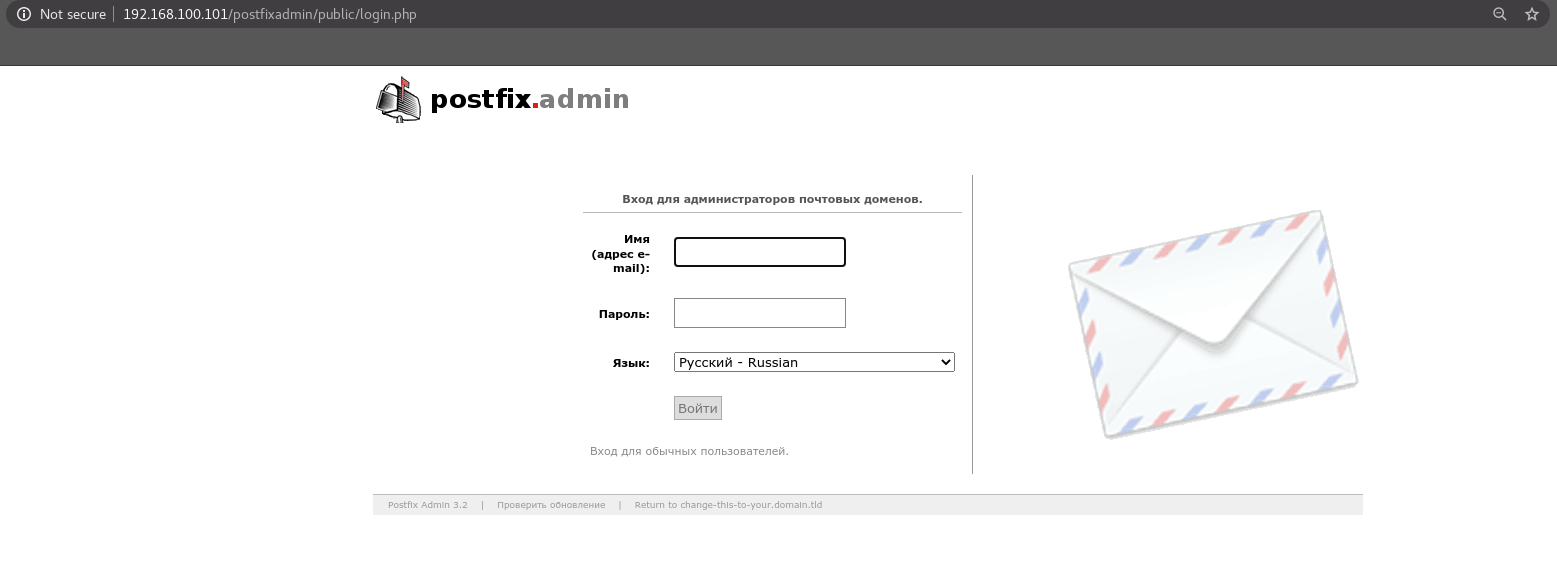 Not secure 192.168.100.101/postfixadmin/public/login.php
postfix.admin
Вход для администраторов почтовых доменов.
Имя
(адрес e-
mail):
Пароль:
Язык: Русский - Russian
Войти
Вход для обычных пользователей.
Postfix Admin 3.2 | Проверить обновление | Return to change-this-to-your.domain.tld